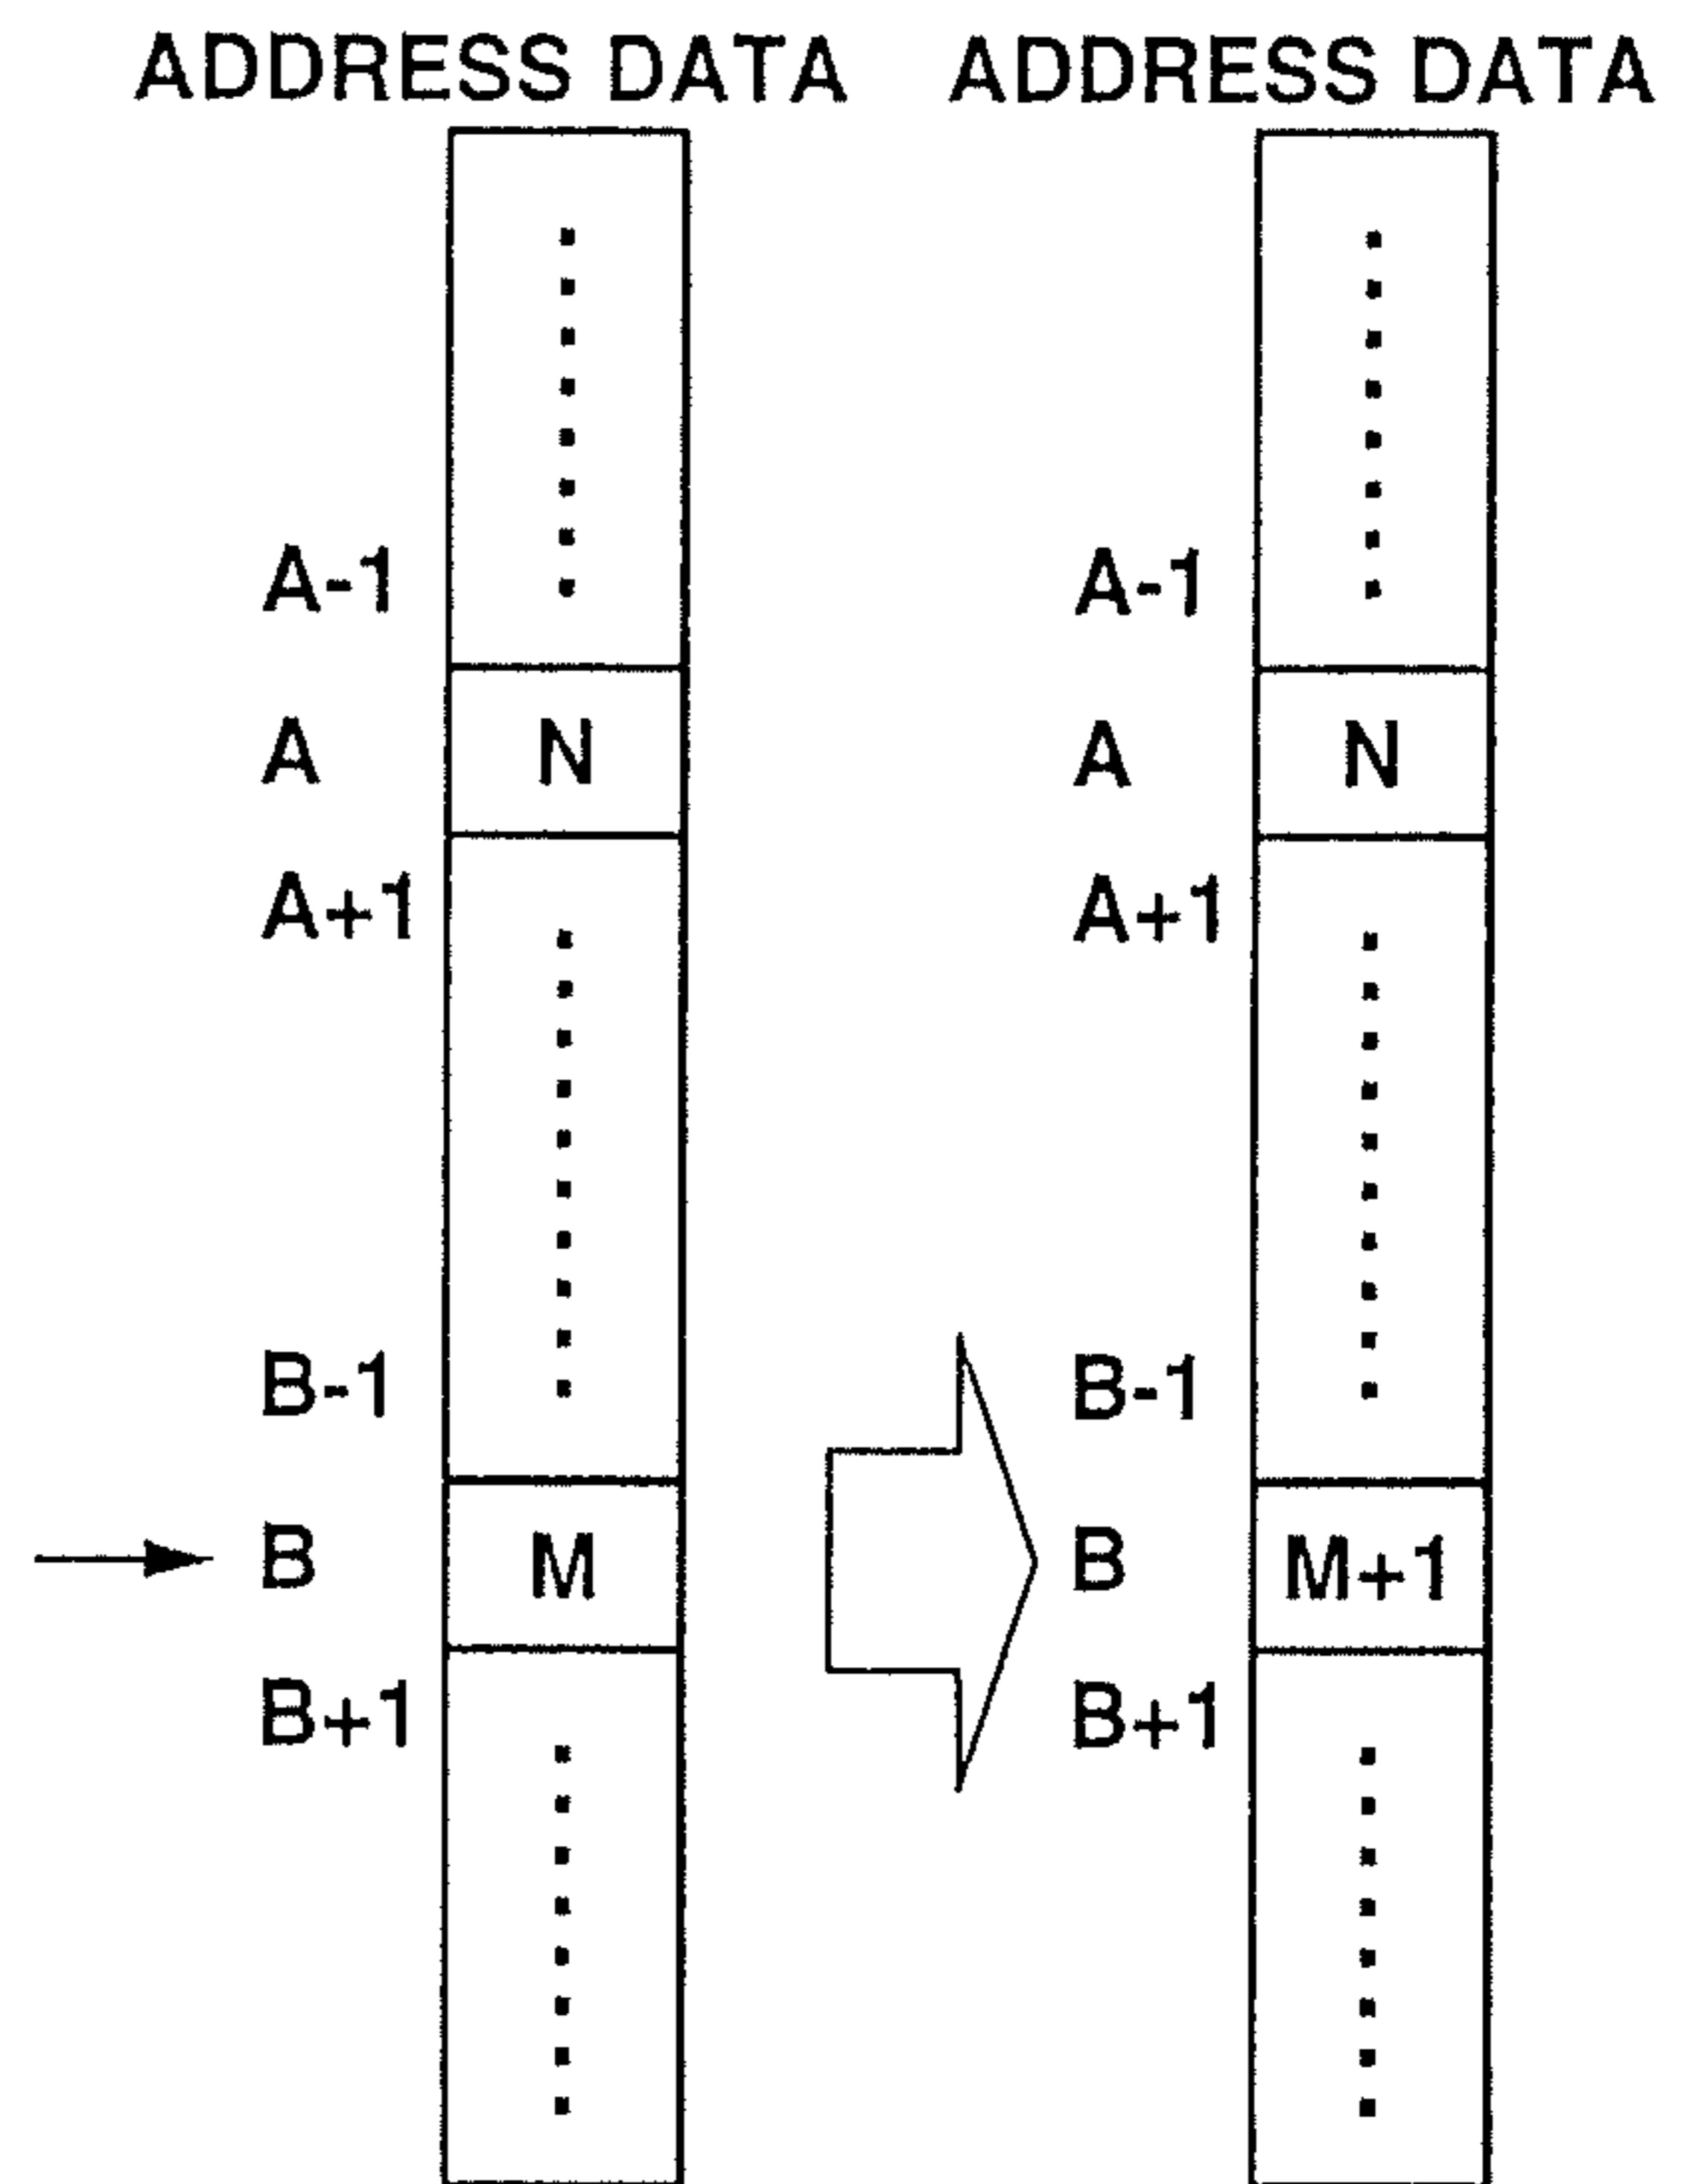 ADDRESS DATA ADDRESS DATA
A-1 A-1
A N A N
A+1 A+1
B-1 B-1
B M B M+1
B+1 B+1